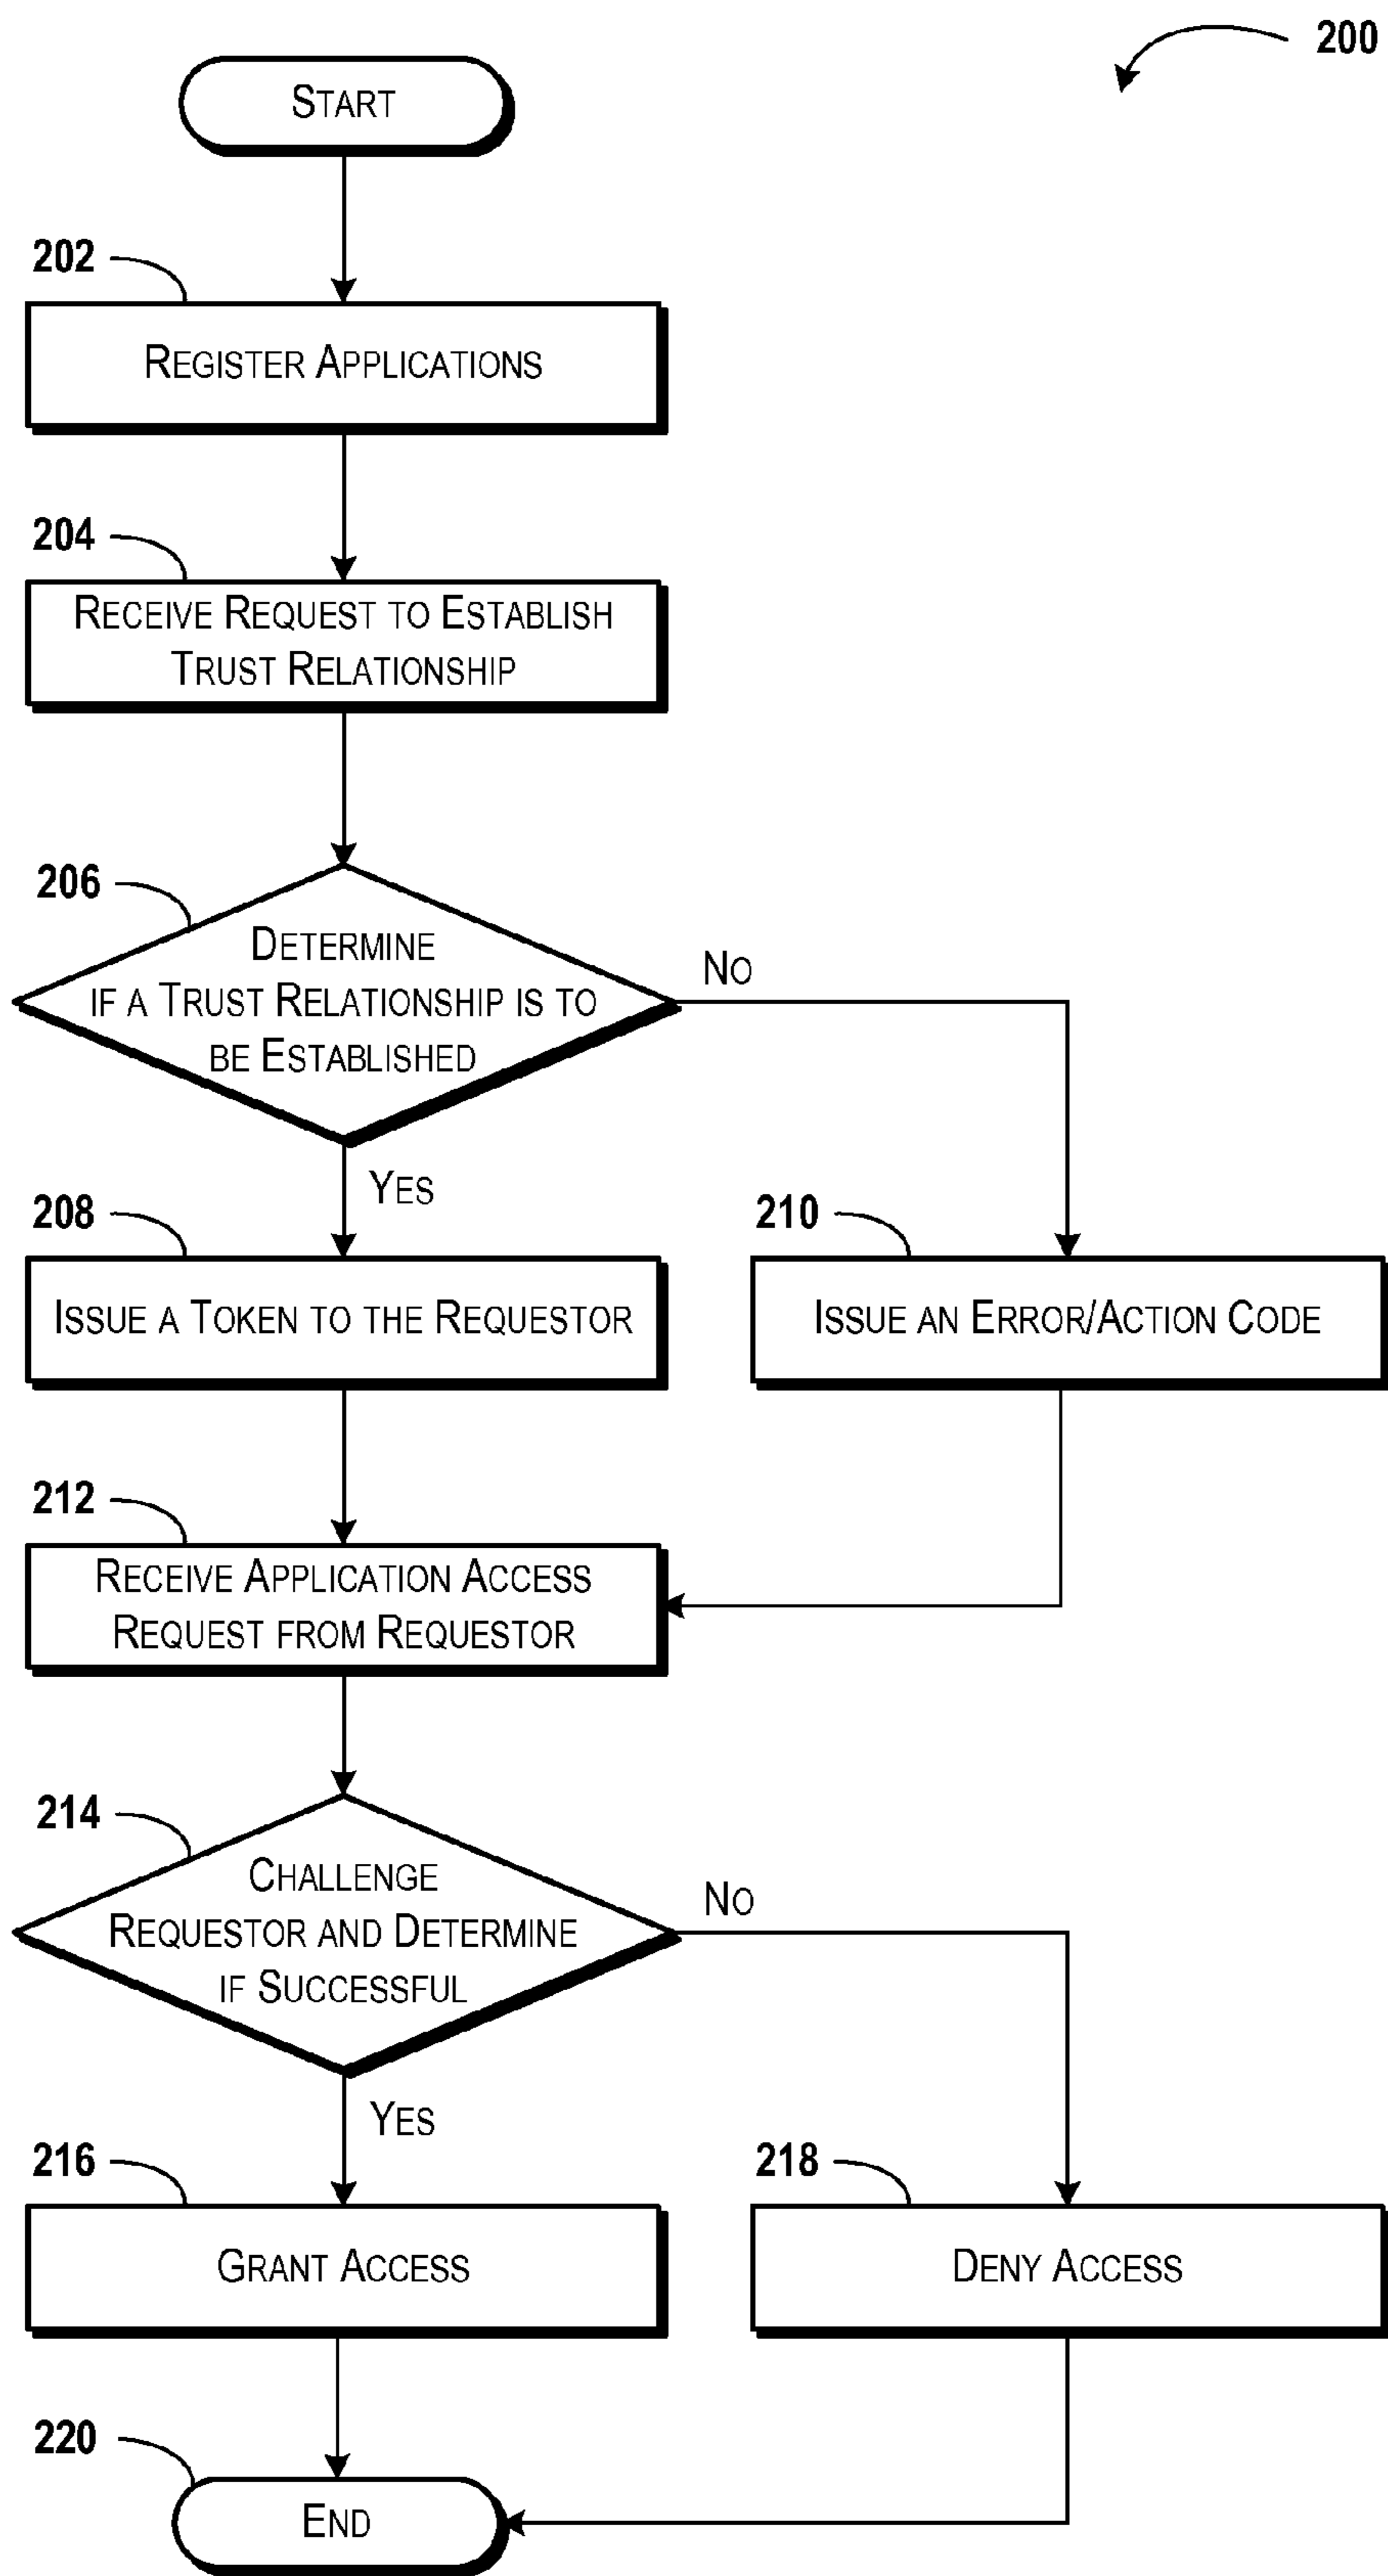 200
START
202
REGISTER APPLICATIONS
204
RECEIVE REQUEST TO ESTABLISH
TRUST RELATIONSHIP
206
DETERMINE
IF A TRUST RELATIONSHIP IS TO
BE ESTABLISHED
NO
YES
208
ISSUE A TOKEN TO THE REQUESTOR
210
ISSUE AN ERROR/ACTION CODE
212
RECEIVE APPLICATION ACCESS
REQUEST FROM REQUESTOR
214
CHALLENGE
REQUESTOR AND DETERMINE
IF SUCCESSFUL
NO
YES
216
GRANT ACCESS
218
DENY ACCESS
220
END